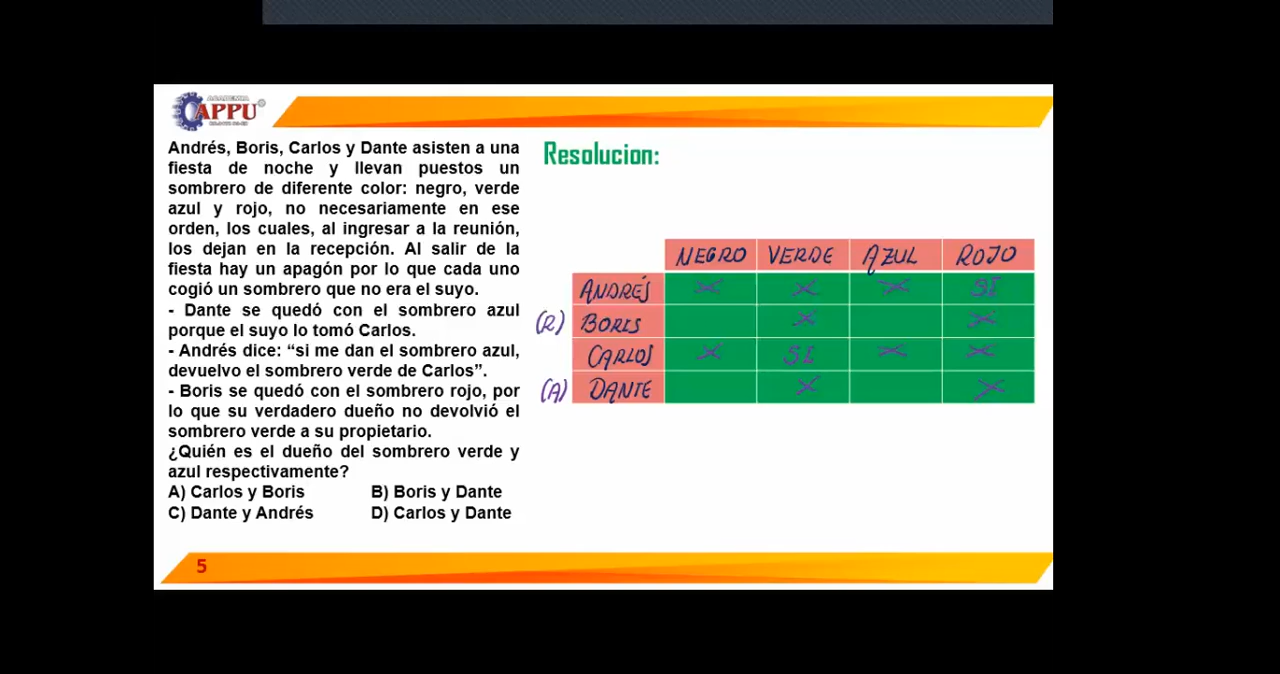 ACADEMIA
APPU
Andrés, Boris, Carlos y Dante asisten a una
fiesta de noche y llevan puestos un
sombrero de diferente color: negro, verde
azul y rojo, no necesariamente en ese
orden, los cuales, al ingresar a la reunión,
los dejan en la recepción. Al salir de la
fiesta hay un apagón por lo que cada uno
cogió un sombrero que no era el suyo.
- Dante se quedó con el sombrero azul
porque el suyo lo tomó Carlos.
- Andrés dice: “si me dan el sombrero azul,
devuelvo el sombrero verde de Carlos”.
- Boris se quedó con el sombrero rojo, por
lo que su verdadero dueño no devolvió el
sombrero verde a su propietario.
¿Quién es el dueño del sombrero verde y
azul respectivamente?
A) Carlos y Boris B) Boris y Dante
C) Dante y Andrés D) Carlos y Dante
5
Resolucion:
NEGRO VERDE AZUL ROJO
ANDRÉS X X X SI
(R) BORIS X X
CARLOS X SI X X
(A) DANTE X X